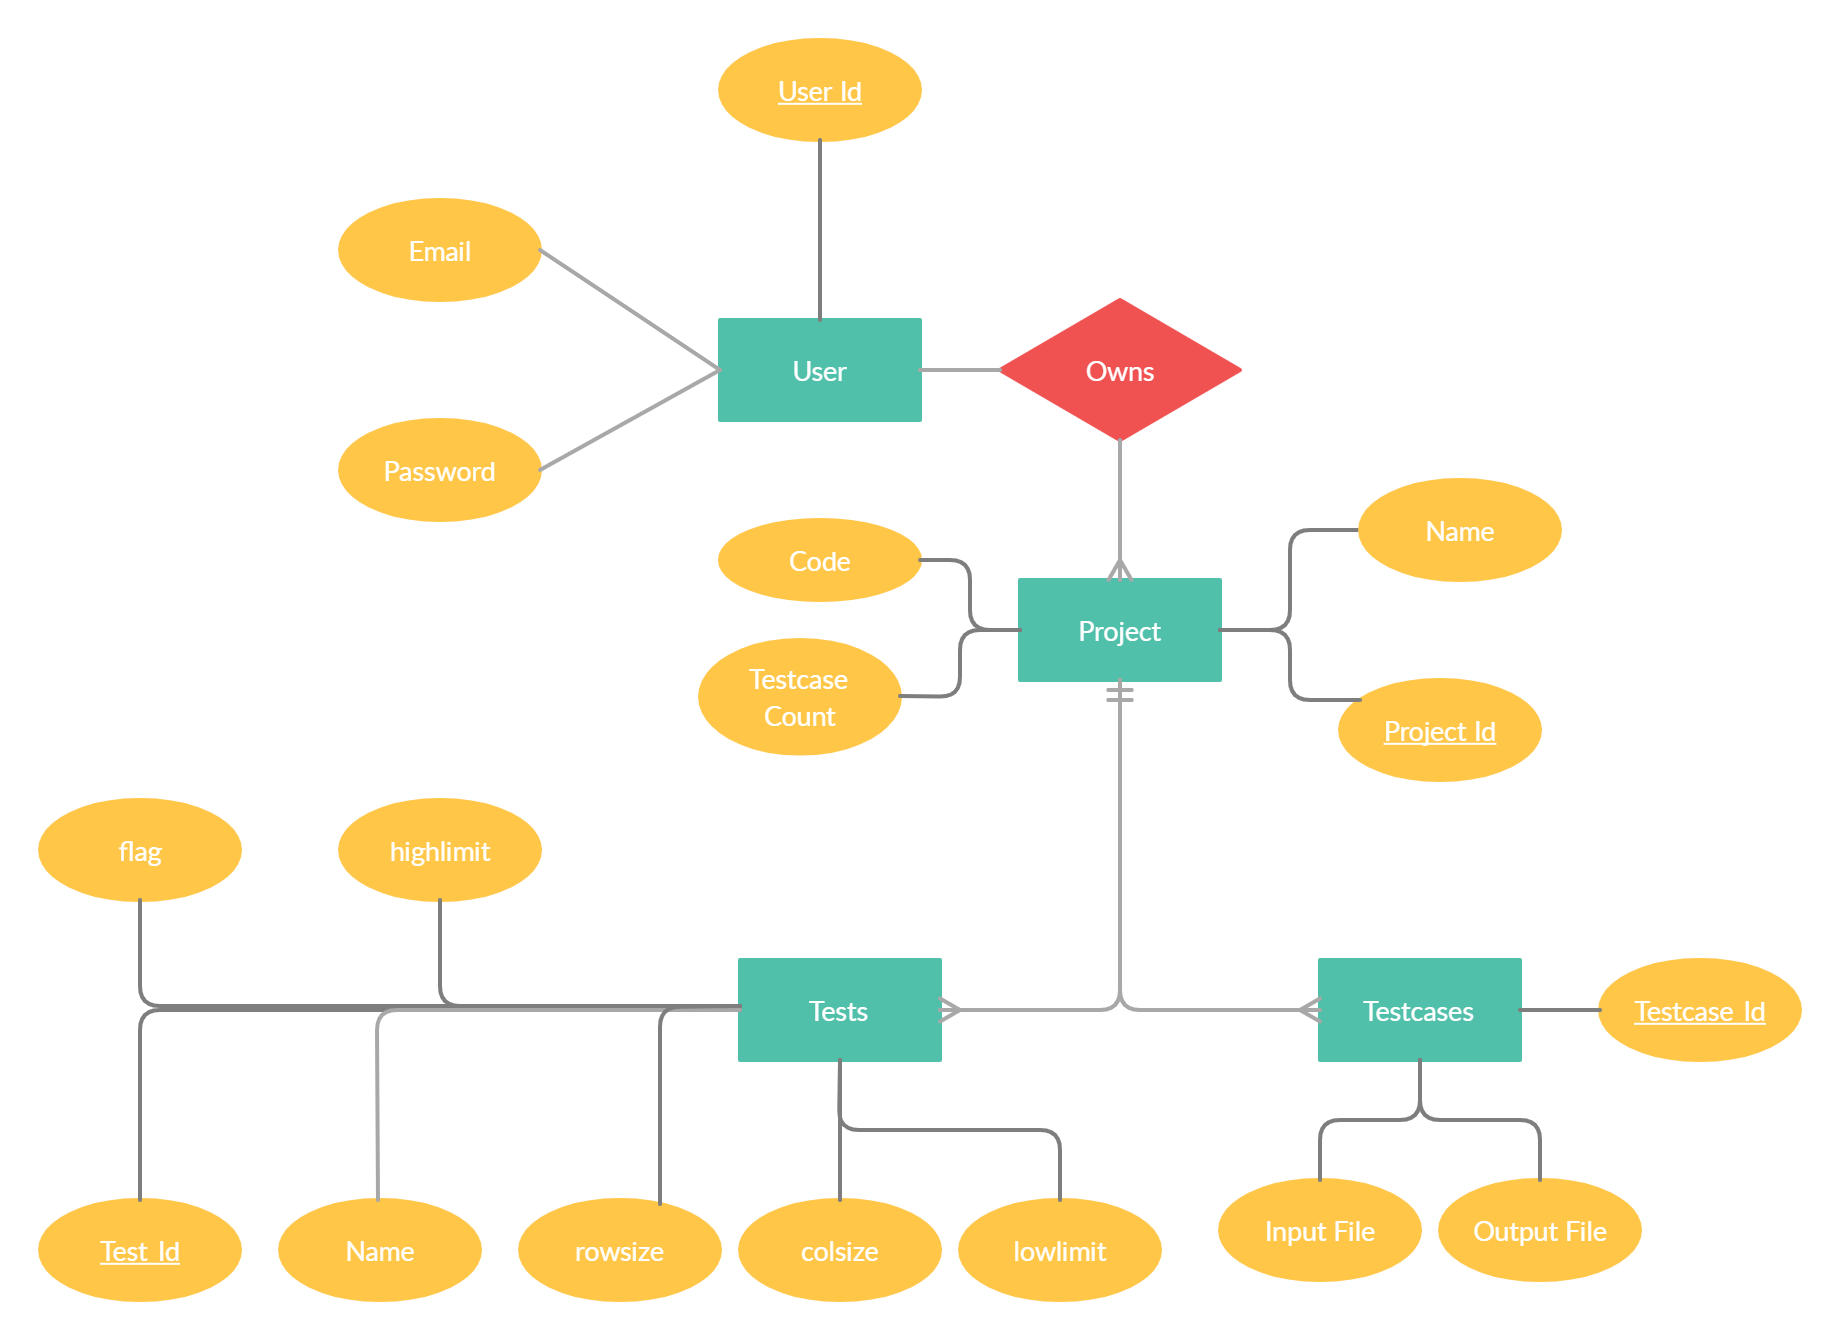 User Id
Email
User
Owns
Password
Name
Code
Project
Testcase
Count
Project Id
flag
highlimit
Tests
Testcases
Testcase Id
Test Id
Name
rowsize
colsize
lowlimit
Input File
Output File